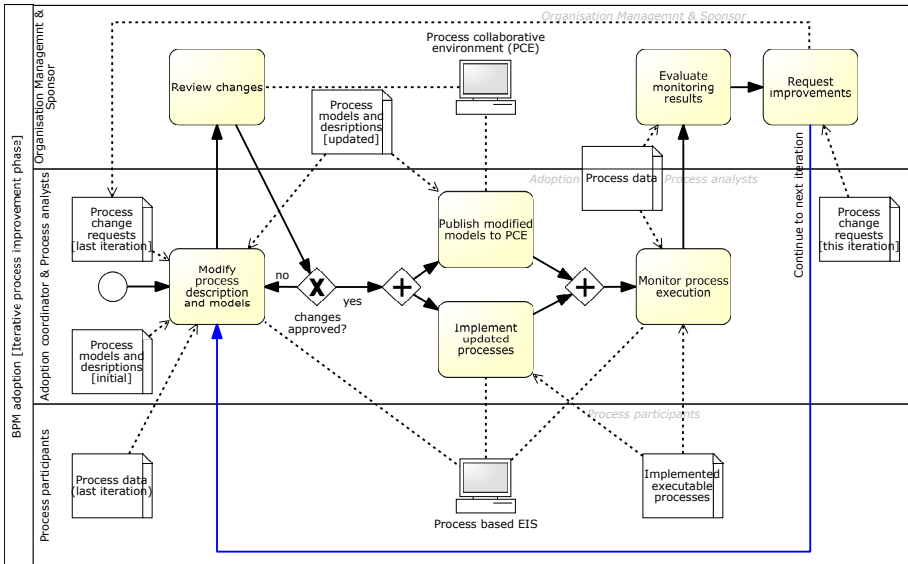 BPM adoption [Iterative process improvement phase]
Organisation Managemnt &
Sponsor
Organisation Managemnt & Sponsor
Review changes
Process collaborative
environment (PCE)
Process
models and
desriptions
[updated]
Evaluate
monitoring
results
Request
improvements
Continue to next iteration
Adoption coordinator & Process analysts
Adoption
Process analysts
Process data
Process
change
requests
[last iteration]
Publish modified
models to PCE
Process
change
requests
[this iteration]
Modify
process
description
and models
no
yes
changes
approved?
Monitor process
execution
Implement
updated
processes
Process
models and
desriptions
[initial]
Process participants
Process participants
Process data
(last iteration)
Process based EIS
Implemented
executable
processes